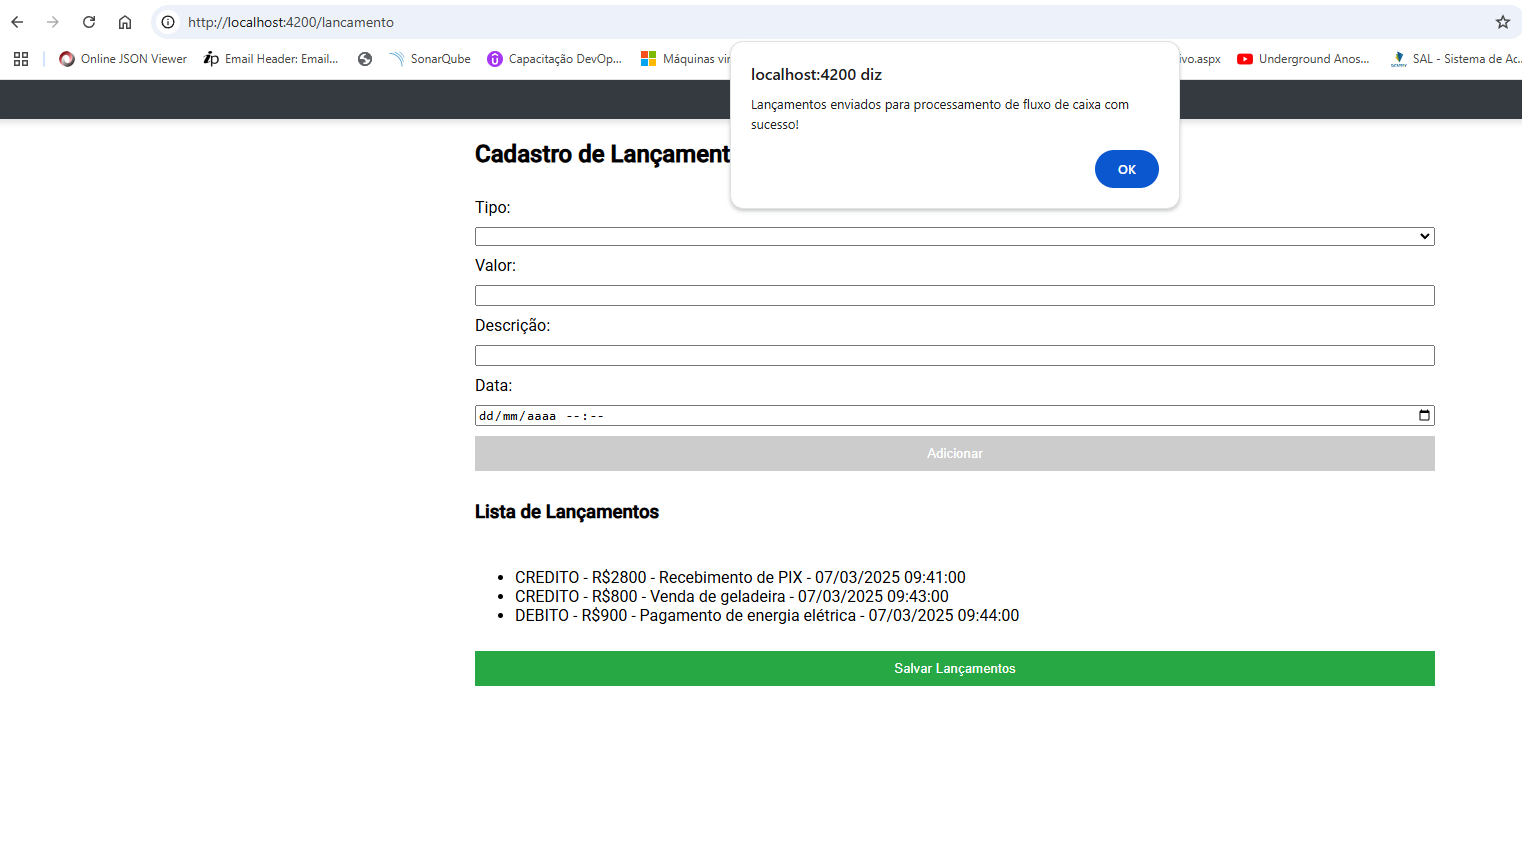 http://localhost:4200/lancamento
Online JSON Viewer
Email Header: Email...
SonarQube
Capacitação DevOp...
Máquinas vir
ivo.aspx
Underground Anos...
SAL - Sistema de Ac...
localhost:4200 diz
Lançamentos enviados para processamento de fluxo de caixa com
sucesso!
OK
Cadastro de Lançament
Tipo:
Valor:
Descrição:
Data:
dd/mm/aaaa --:--
Adicionar
Lista de Lançamentos
CREDITO - R$2800 - Recebimento de PIX - 07/03/2025 09:41:00
CREDITO - R$800 - Venda de geladeira - 07/03/2025 09:43:00
DEBITO - R$900 - Pagamento de energia elétrica - 07/03/2025 09:44:00
Salvar Lançamentos